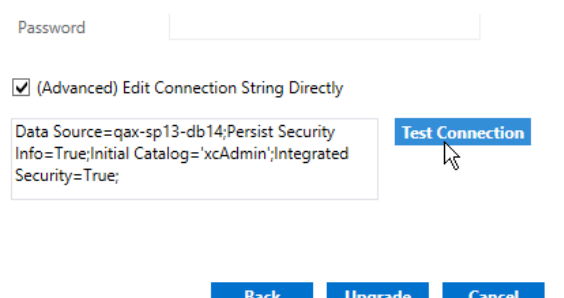 Password
(Advanced) Edit Connection String Directly
Data Source=qax-sp13-db14;Persist Security
Info=True;Initial Catalog='xcAdmin';Integrated
Security=True;
Test Connection
Back Upgrade Cancel